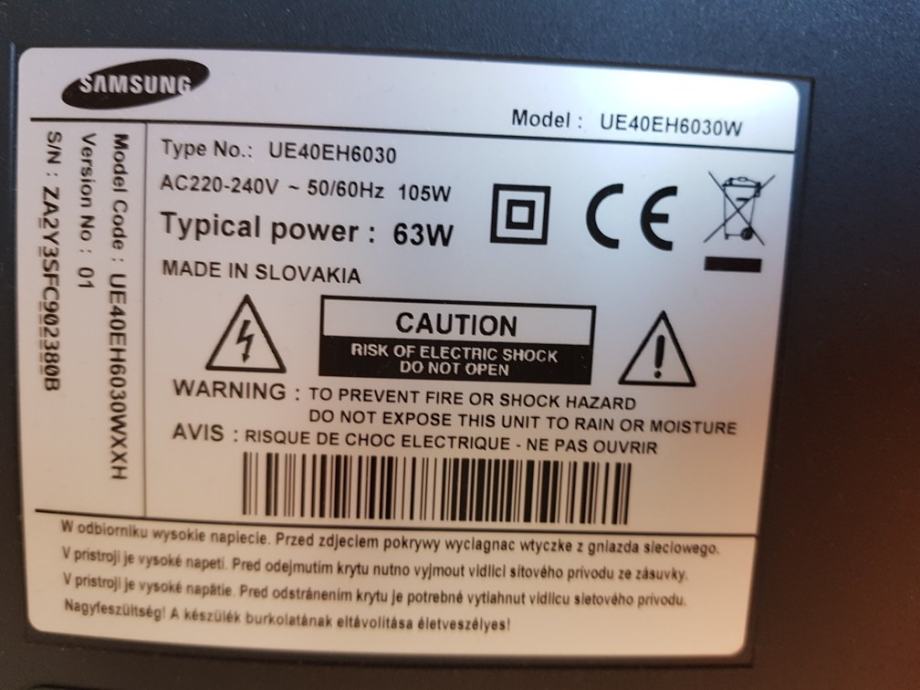 SAMSUNG
Model : UE40EH6030W
Type No.: UE40EH6030
AC220-240V ~ 50/60Hz 105W
Typical power : 63W
MADE IN SLOVAKIA
CE
CAUTION
RISK OF ELECTRIC SHOCK
DO NOT OPEN
WARNING : TO PREVENT FIRE OR SHOCK HAZARD
DO NOT EXPOSE THIS UNIT TO RAIN OR MOISTURE
AVIS : RISQUE DE CHOC ELECTRIQUE - NE PAS OUVRIR
Model Code : UE40EH6030WXXH
Version No : 01
S/N : ZA2Y3SFC902380B
W odbiorniku wysokie napiecie. Przed zdjeciem pokrywy wyciagnac wtyczke z gniazda sieciowego.
V pristroji je vysoké napeti. Pred odejmutim krytu nutno vyjmout vidlici sitového privodu ze zásuvky.
V pristroji je vysoké napätie. Pred odstránením krytu je potrebné vytiahnut vidlicu sietového privodu.
Nagyfeszültség! A készülék burkolatának eltávolitása életveszélyes!